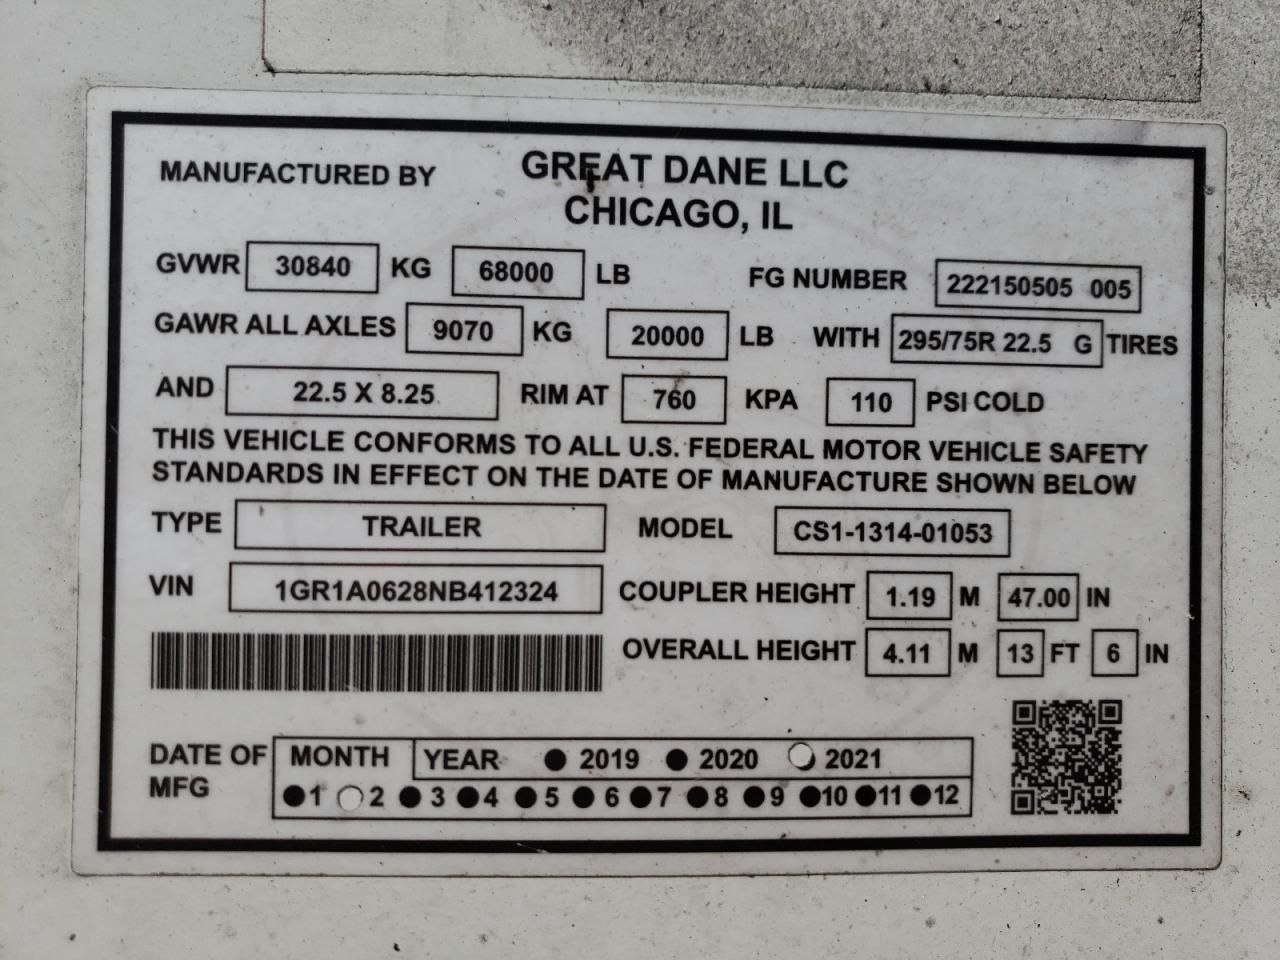 MANUFACTURED BY GREAT DANE LLC
CHICAGO, IL
GVWR 30840 KG 68000 LB FG NUMBER 222150505 005
GAWR ALL AXLES 9070 KG 20000 LB WITH 295/75R 22.5 G TIRES
AND 22.5 X 8.25 RIM AT 760 KPA 110 PSI COLD
THIS VEHICLE CONFORMS TO ALL U.S. FEDERAL MOTOR VEHICLE SAFETY
STANDARDS IN EFFECT ON THE DATE OF MANUFACTURE SHOWN BELOW
TYPE TRAILER MODEL CS1-1314-01053
VIN 1GR1A0628NB412324 COUPLER HEIGHT 1.19 M 47.00 IN
OVERALL HEIGHT 4.11 M 13 FT 6 IN
DATE OF MFG MONTH YEAR 2019 2020 2021
1 2 3 4 5 6 7 8 9 10 11 12